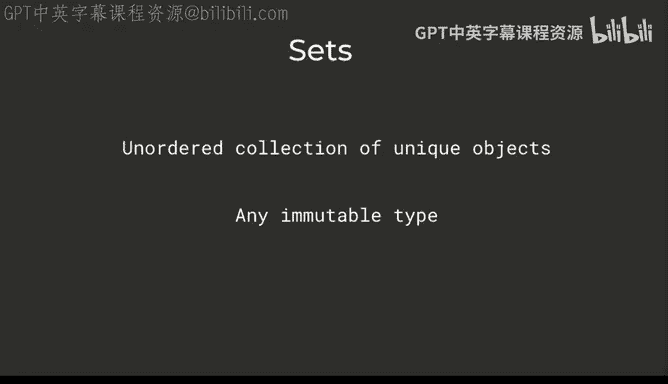 GPT中英字幕课程资源@bilibili.com
GPT中英字幕课程资源 bilibili
Sets
Unordered collection of unique objects
Any immutable type